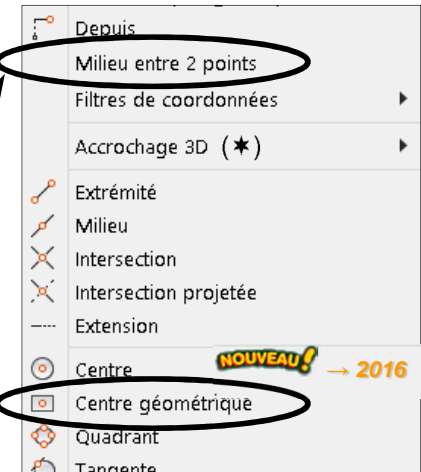 Depuis
Milieu entre 2 points
Filtres de coordonnées
Accrochage 3D (✶)
Extrémité
Milieu
Intersection
Intersection projetée
Extension
Centre NOUVEAU! → 2016
Centre géométrique
Quadrant
Tangente